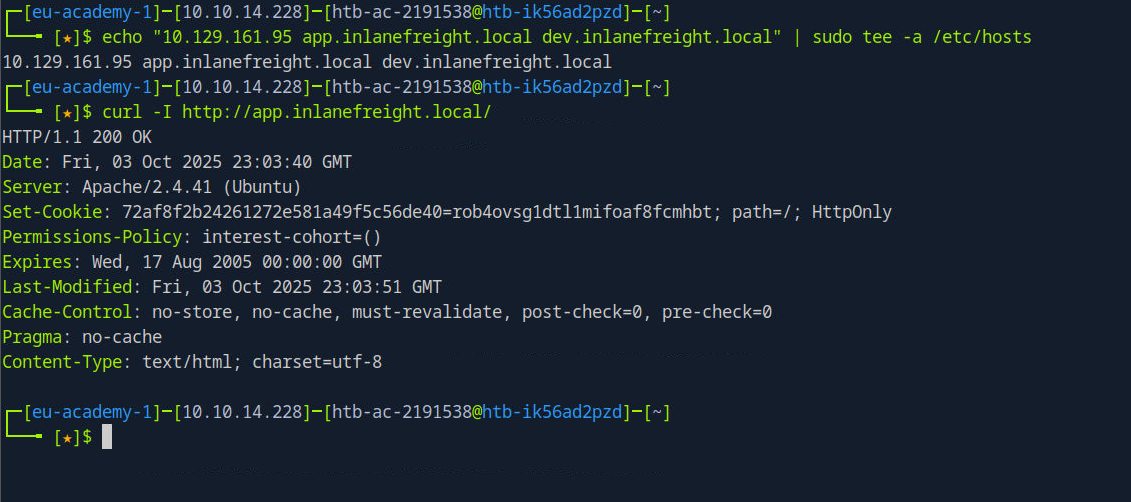 ┌─[eu-academy-1]─[10.10.14.228]─[htb-ac-2191538@htb-ik56ad2pzd]─[~]
└──╼ [★]$ echo "10.129.161.95 app.inlanefreight.local dev.inlanefreight.local" | sudo tee -a /etc/hosts
10.129.161.95 app.inlanefreight.local dev.inlanefreight.local
┌─[eu-academy-1]─[10.10.14.228]─[htb-ac-2191538@htb-ik56ad2pzd]─[~]
└──╼ [★]$ curl -I http://app.inlanefreight.local/
HTTP/1.1 200 OK
Date: Fri, 03 Oct 2025 23:03:40 GMT
Server: Apache/2.4.41 (Ubuntu)
Set-Cookie: 72af8f2b24261272e581a49f5c56de40=rob4ovsg1dtl1mifoaf8fcmhbt; path=/; HttpOnly
Permissions-Policy: interest-cohort=()
Expires: Wed, 17 Aug 2005 00:00:00 GMT
Last-Modified: Fri, 03 Oct 2025 23:03:51 GMT
Cache-Control: no-store, no-cache, must-revalidate, post-check=0, pre-check=0
Pragma: no-cache
Content-Type: text/html; charset=utf-8
┌─[eu-academy-1]─[10.10.14.228]─[htb-ac-2191538@htb-ik56ad2pzd]─[~]
└──╼ [★]$